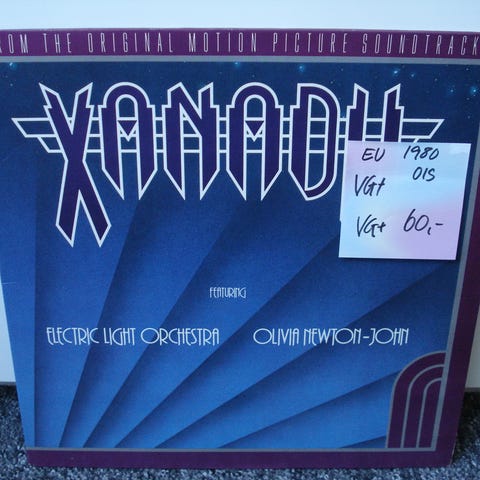 ROM THE ORIGINAL MOTION PICTURE SOUNDTRACK
XANADU
EU 1980
VG+ OIS
VG+ 60,-
FEATURING
ELECTRIC LIGHT ORCHESTRA OLIVIA NEWTON-JOHN